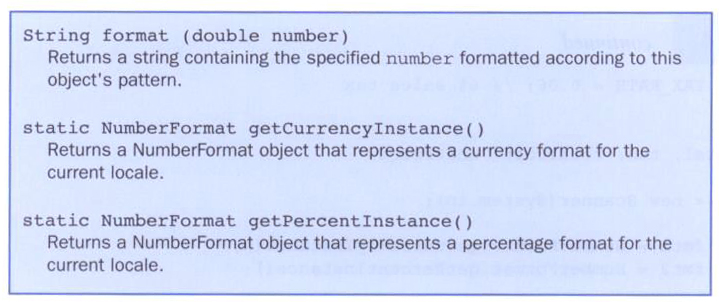 String format (double number)
Returns a string containing the specified number formatted according to this
object's pattern.
static NumberFormat getCurrencyInstance()
Returns a NumberFormat object that represents a currency format for the
current locale.
static NumberFormat getPercentInstance()
Returns a NumberFormat object that represents a percentage format for the
current locale.